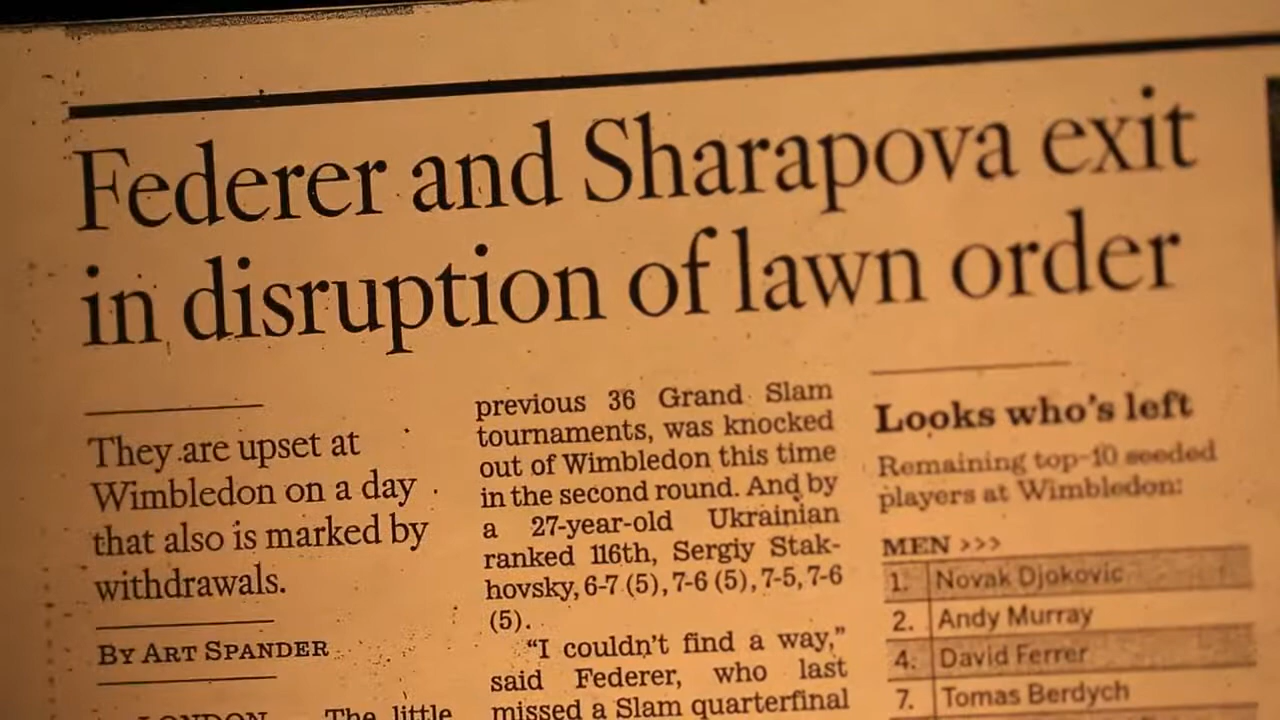 Federer and Sharapova exit
in disruption of lawn order
They are upset at
Wimbledon on a day
that also is marked by
withdrawals.
BY ART SPANDER
LONDON — The little
previous 36 Grand Slam
tournaments, was knocked
out of Wimbledon this time
in the second round. And by
a 27-year-old Ukrainian
ranked 116th, Sergiy Stak-
hovsky, 6-7 (5), 7-6 (5), 7-5, 7-6
(5).
“I couldn’t find a way,”
said Federer, who last
missed a Slam quarterfinal
Looks who’s left
Remaining top-10 seeded
players at Wimbledon:
MEN >>>
1. Novak Djokovic
2. Andy Murray
4. David Ferrer
7. Tomas Berdych